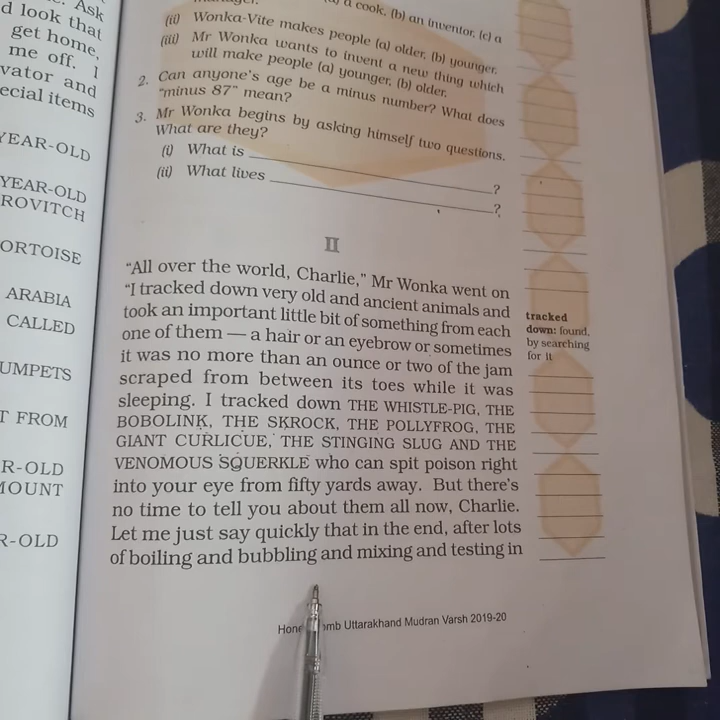 Ask
d look that
get home,
me off. I
vator and
ecial items
YEAR-OLD
YEAR-OLD
ROVITCH
ORTOISE
ARABIA
CALLED
UMPETS
T FROM
R-OLD
MOUNT
R-OLD
a cook, (b) an inventor, (c) a
(ii) Wonka-Vite makes people (a) older, (b) younger.
(iii) Mr Wonka wants to invent a new thing which
will make people (a) younger, (b) older.
2. Can anyone's age be a minus number? What does
"minus 87" mean?
3. Mr Wonka begins by asking himself two questions.
What are they?
(i) What is ?
(ii) What lives ?
II
"All over the world, Charlie," Mr Wonka went on
"I tracked down very old and ancient animals and
took an important little bit of something from each
one of them — a hair or an eyebrow or sometimes
it was no more than an ounce or two of the jam
scraped from between its toes while it was
sleeping. I tracked down THE WHISTLE-PIG, THE
BOBOLINK, THE SKROCK, THE POLLYFROG, THE
GIANT CURLICUE, THE STINGING SLUG AND THE
VENOMOUS SQUERKLE who can spit poison right
into your eye from fifty yards away. But there's
no time to tell you about them all now, Charlie.
Let me just say quickly that in the end, after lots
of boiling and bubbling and mixing and testing in
tracked
down: found,
by searching
for it
Uttarakhand Mudran Varsh 2019-20